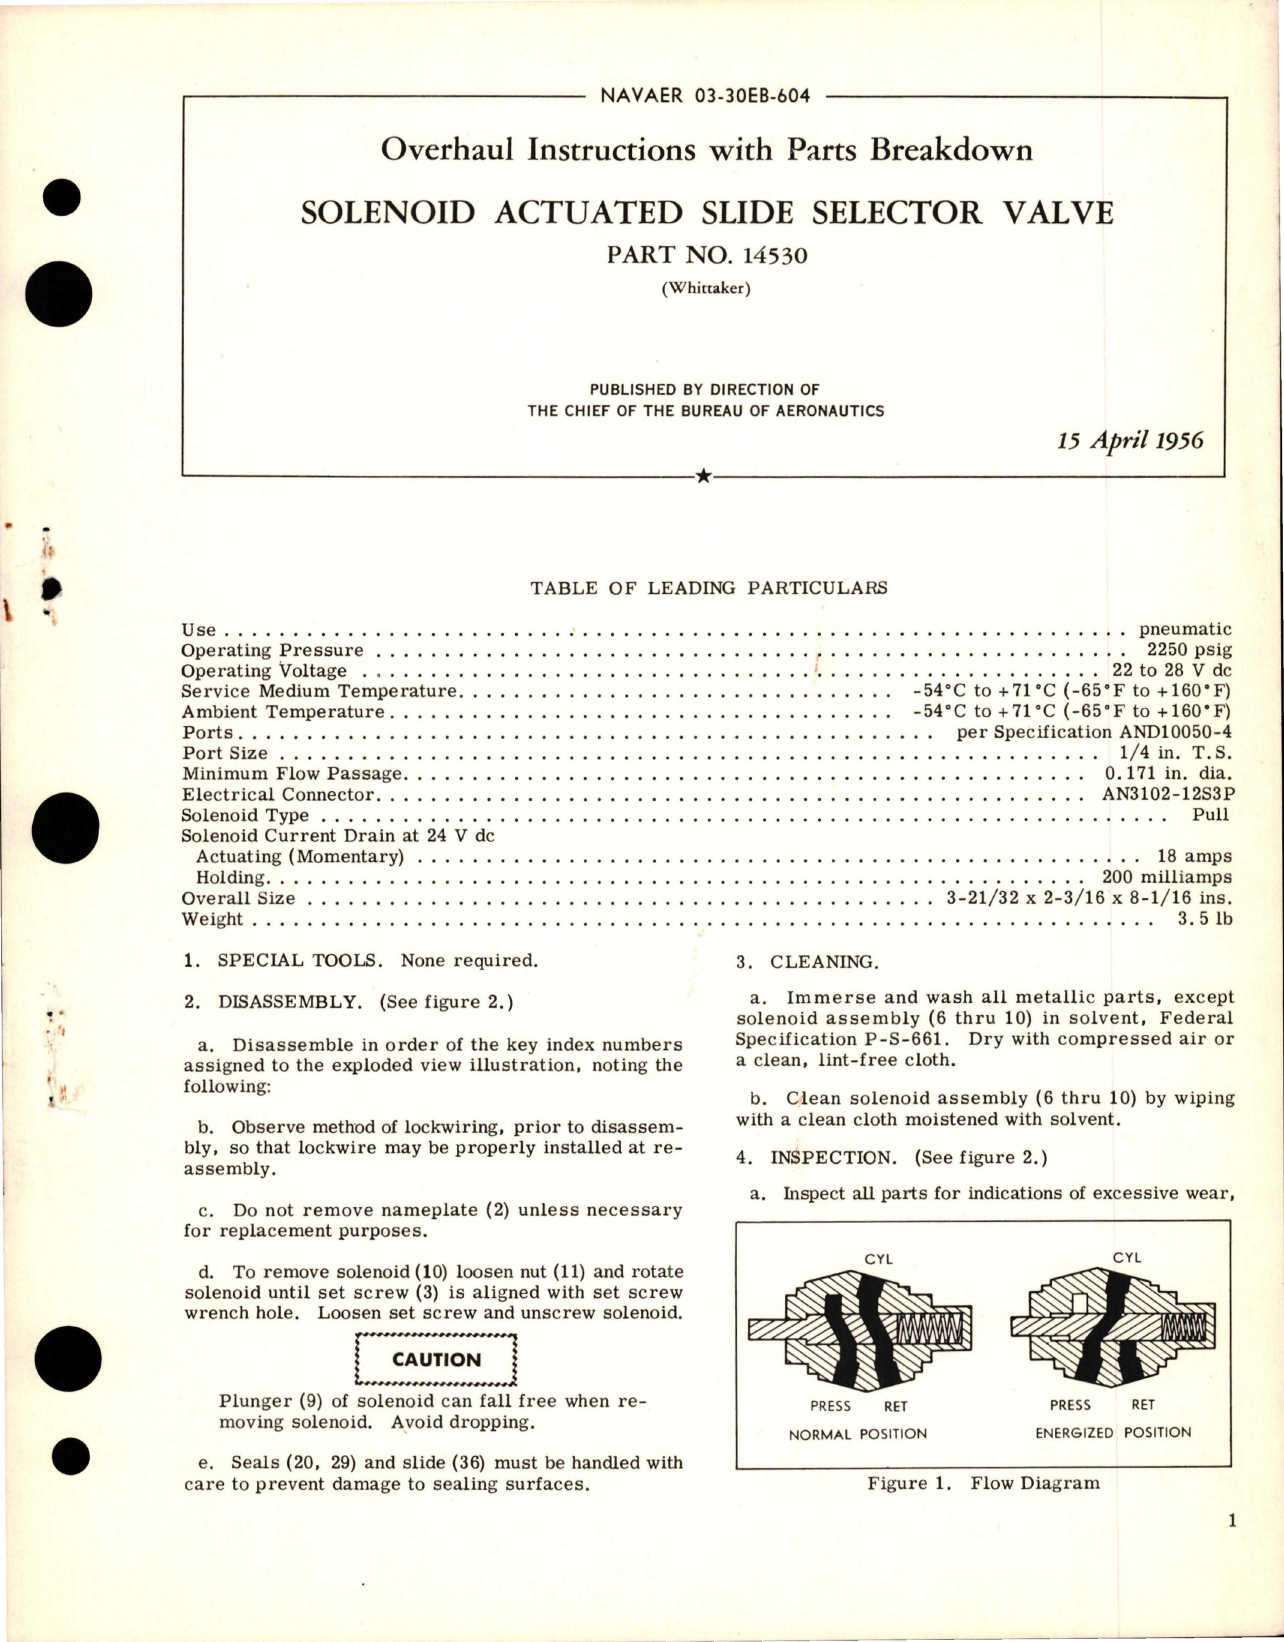 NAVAER 03-30EB-604
Overhaul Instructions with Parts Breakdown
SOLENOID ACTUATED SLIDE SELECTOR VALVE
PART NO. 14530
(Whittaker)
PUBLISHED BY DIRECTION OF
THE CHIEF OF THE BUREAU OF AERONAUTICS
15 April 1956
TABLE OF LEADING PARTICULARS
Use . . . . . . . . . . pneumatic
Operating Pressure . . . . . . . . . . 2250 psig
Operating Voltage . . . . . . . . . . 22 to 28 V dc
Service Medium Temperature. . . . . . . . . . -54°C to +71°C (-65°F to +160°F)
Ambient Temperature . . . . . . . . . . -54°C to +71°C (-65°F to +160°F)
Ports . . . . . . . . . . per Specification AND10050-4
Port Size . . . . . . . . . . 1/4 in. T.S.
Minimum Flow Passage. . . . . . . . . . 0.171 in. dia.
Electrical Connector. . . . . . . . . . AN3102-12S3P
Solenoid Type . . . . . . . . . . Pull
Solenoid Current Drain at 24 V dc
Actuating (Momentary) . . . . . . . . . . 18 amps
Holding. . . . . . . . . . 200 milliamps
Overall Size . . . . . . . . . . 3-21/32 x 2-3/16 x 8-1/16 ins.
Weight . . . . . . . . . . 3.5 lb
1. SPECIAL TOOLS. None required.
2. DISASSEMBLY. (See figure 2.)
a. Disassemble in order of the key index numbers
assigned to the exploded view illustration, noting the
following:
b. Observe method of lockwiring, prior to disassem-
bly, so that lockwire may be properly installed at re-
assembly.
c. Do not remove nameplate (2) unless necessary
for replacement purposes.
d. To remove solenoid (10) loosen nut (11) and rotate
solenoid until set screw (3) is aligned with set screw
wrench hole. Loosen set screw and unscrew solenoid.
CAUTION
Plunger (9) of solenoid can fall free when re-
moving solenoid. Avoid dropping.
e. Seals (20, 29) and slide (36) must be handled with
care to prevent damage to sealing surfaces.
3. CLEANING.
a. Immerse and wash all metallic parts, except
solenoid assembly (6 thru 10) in solvent, Federal
Specification P-S-661. Dry with compressed air or
a clean, lint-free cloth.
b. Clean solenoid assembly (6 thru 10) by wiping
with a clean cloth moistened with solvent.
4. INSPECTION. (See figure 2.)
a. Inspect all parts for indications of excessive wear,
CYL
CYL
PRESS RET
PRESS RET
NORMAL POSITION
ENERGIZED POSITION
Figure 1. Flow Diagram
1